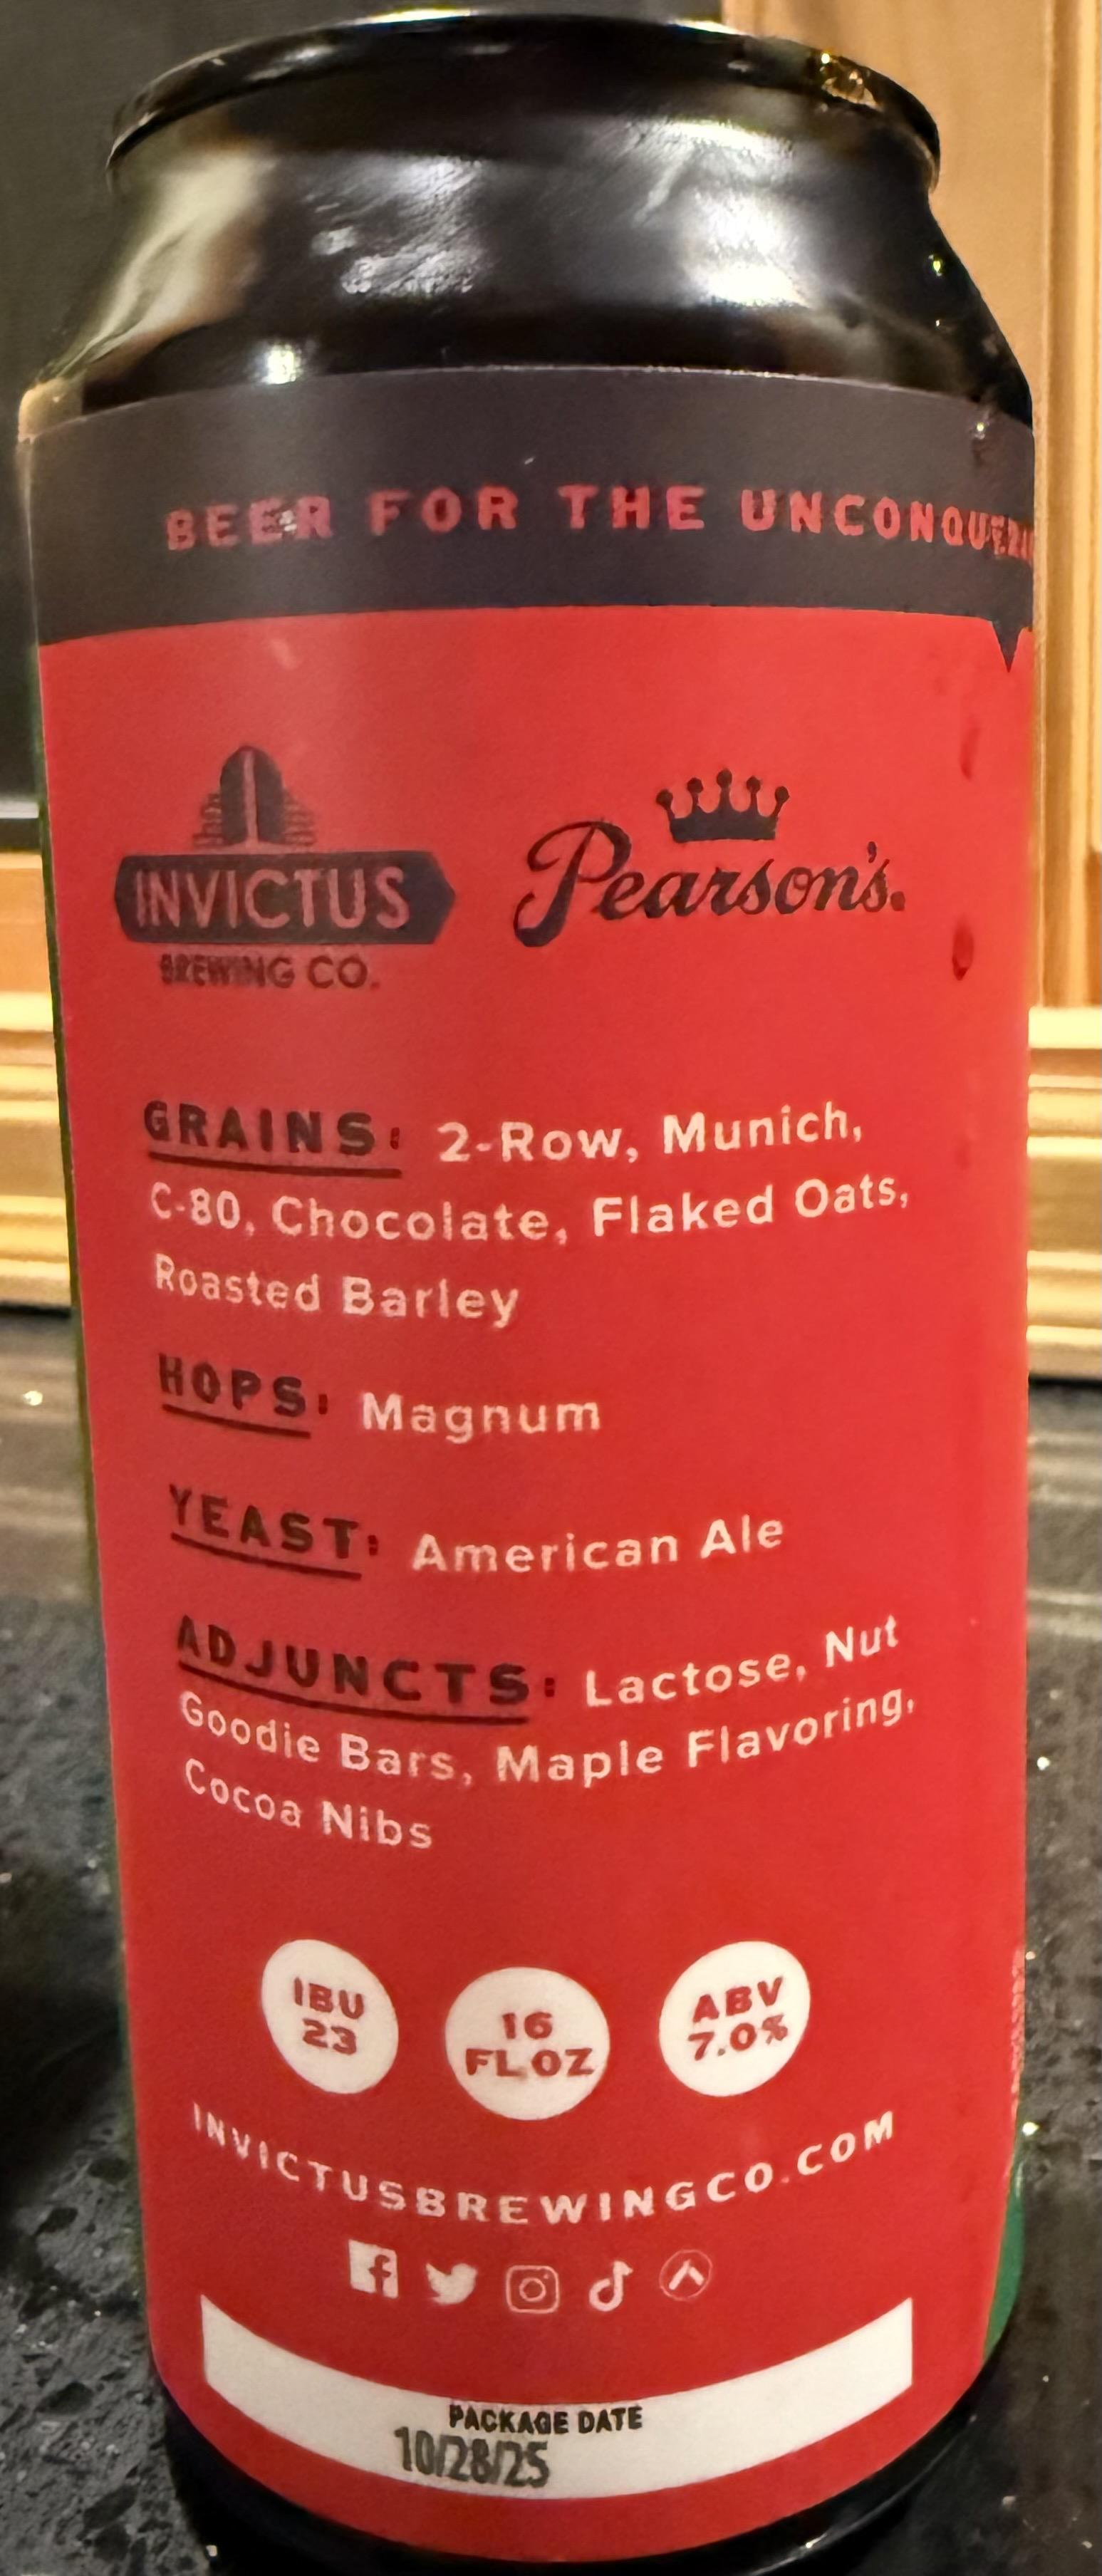 BEER FOR THE
INVICTUS
BREWING CO.
Pearson's.
GRAINS: 2-Row, Munich,
C-80, Chocolate, Flaked Oats,
Roasted Barley
HOPS: Magnum
YEAST: American Ale
ADJUNCTS: Lactose, Nut
Goodie Bars, Maple Flavoring,
Cocoa Nibs
IBU
23
16
FL OZ
ABV
7.0%
INVICTUSBREWINGCO.COM
PACKAGE DATE
10/28/25